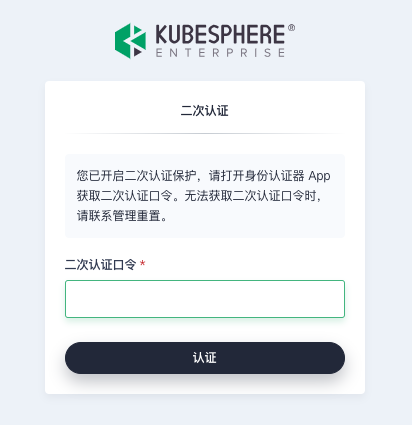 KUBESPHERE®
ENTERPRISE
二次认证
您已开启二次认证保护，请打开身份认证器 App
获取二次认证口令。无法获取二次认证口令时，
请联系管理重置。
二次认证口令 *
认证